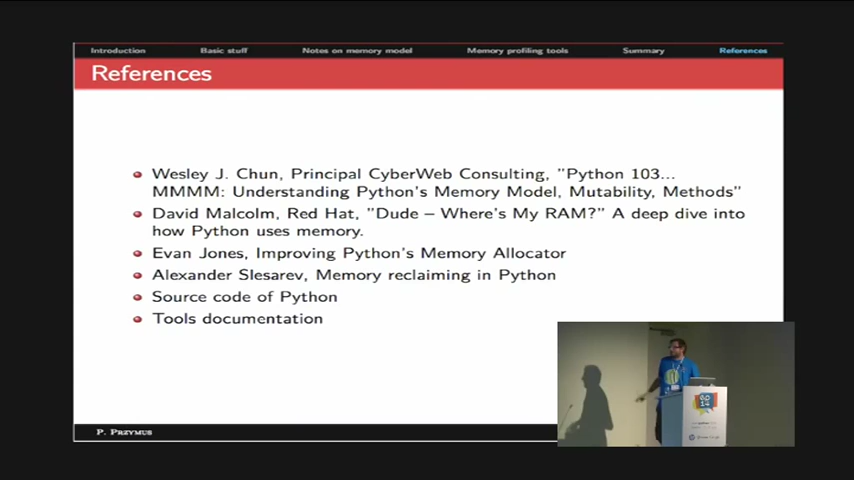 Introduction
Basic stuff
Notes on memory model
Memory profiling tools
Summary
References
References
Wesley J. Chun, Principal CyberWeb Consulting, "Python 103...
MMMM: Understanding Python's Memory Model, Mutability, Methods"
David Malcolm, Red Hat, "Dude – Where's My RAM?" A deep dive into
how Python uses memory.
Evan Jones, Improving Python's Memory Allocator
Alexander Slesarev, Memory reclaiming in Python
Source code of Python
Tools documentation
P. Przymus